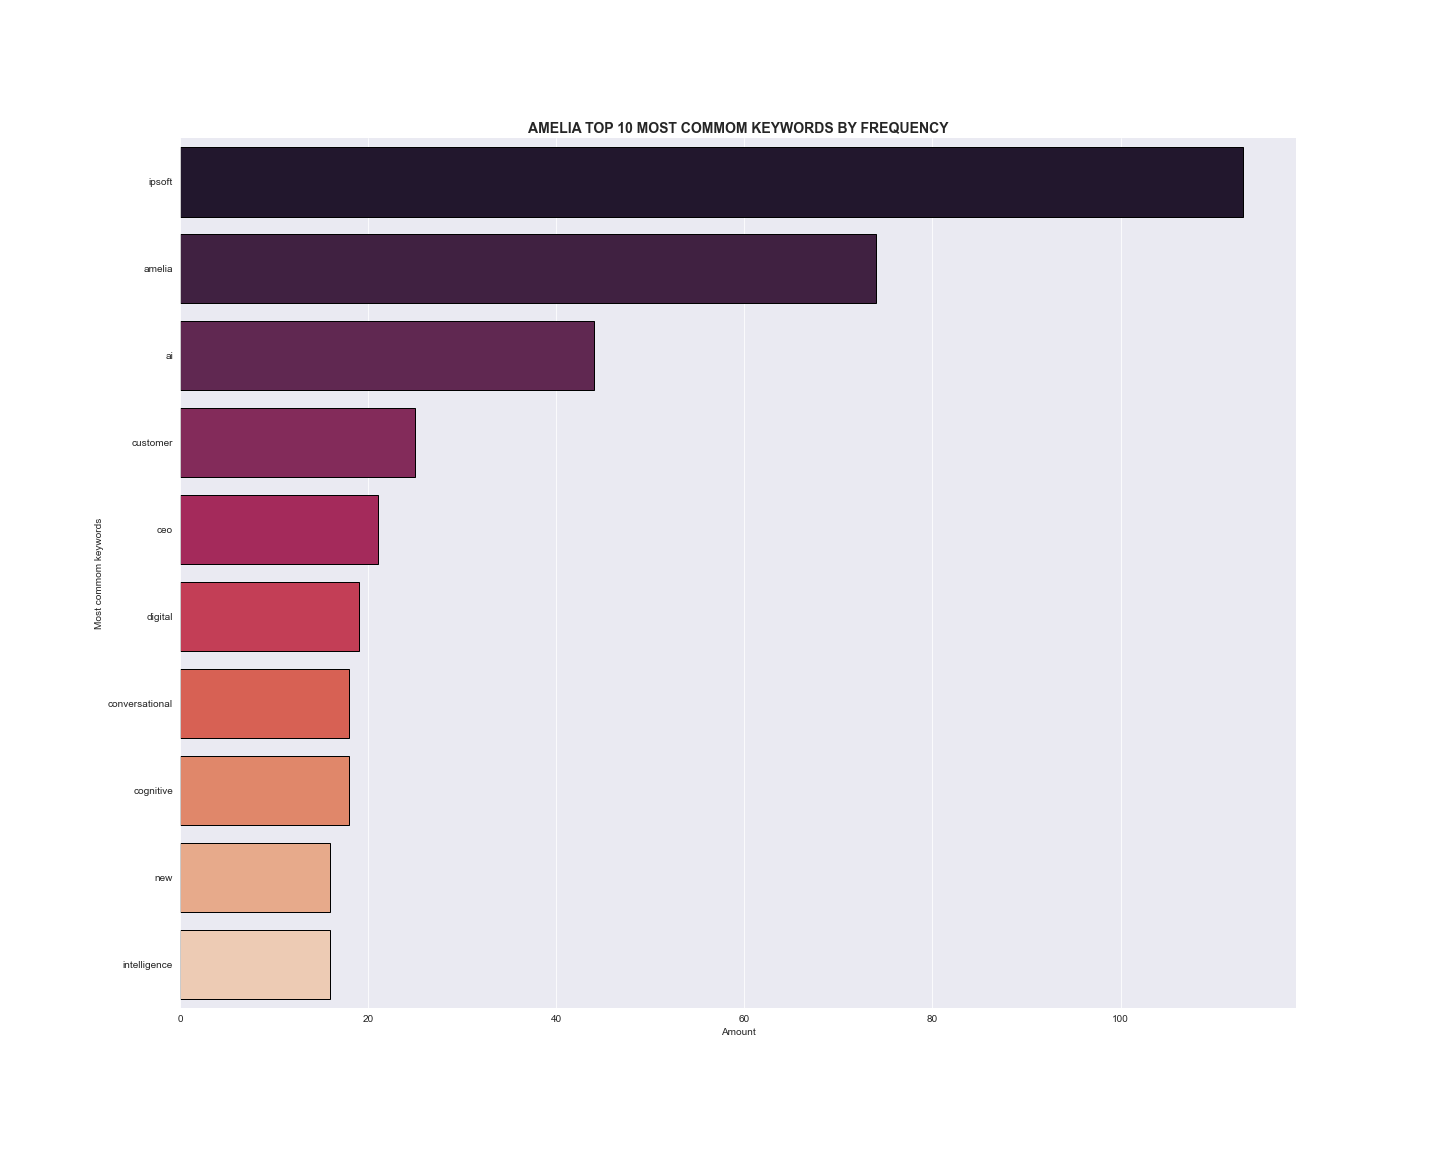 AMELIA TOP 10 MOST COMMOM KEYWORDS BY FREQUENCY
Most commom keywords
ipsoft
amelia
ai
customer
ceo
digital
conversational
cognitive
new
intelligence
0 20 40 60 80 100
Amount